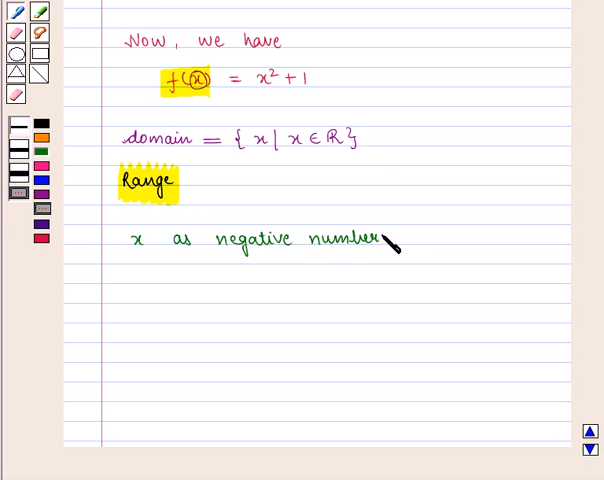 Now, we have
f(x) = x² + 1
domain = { x | x ∈ R }
Range
x as negative number